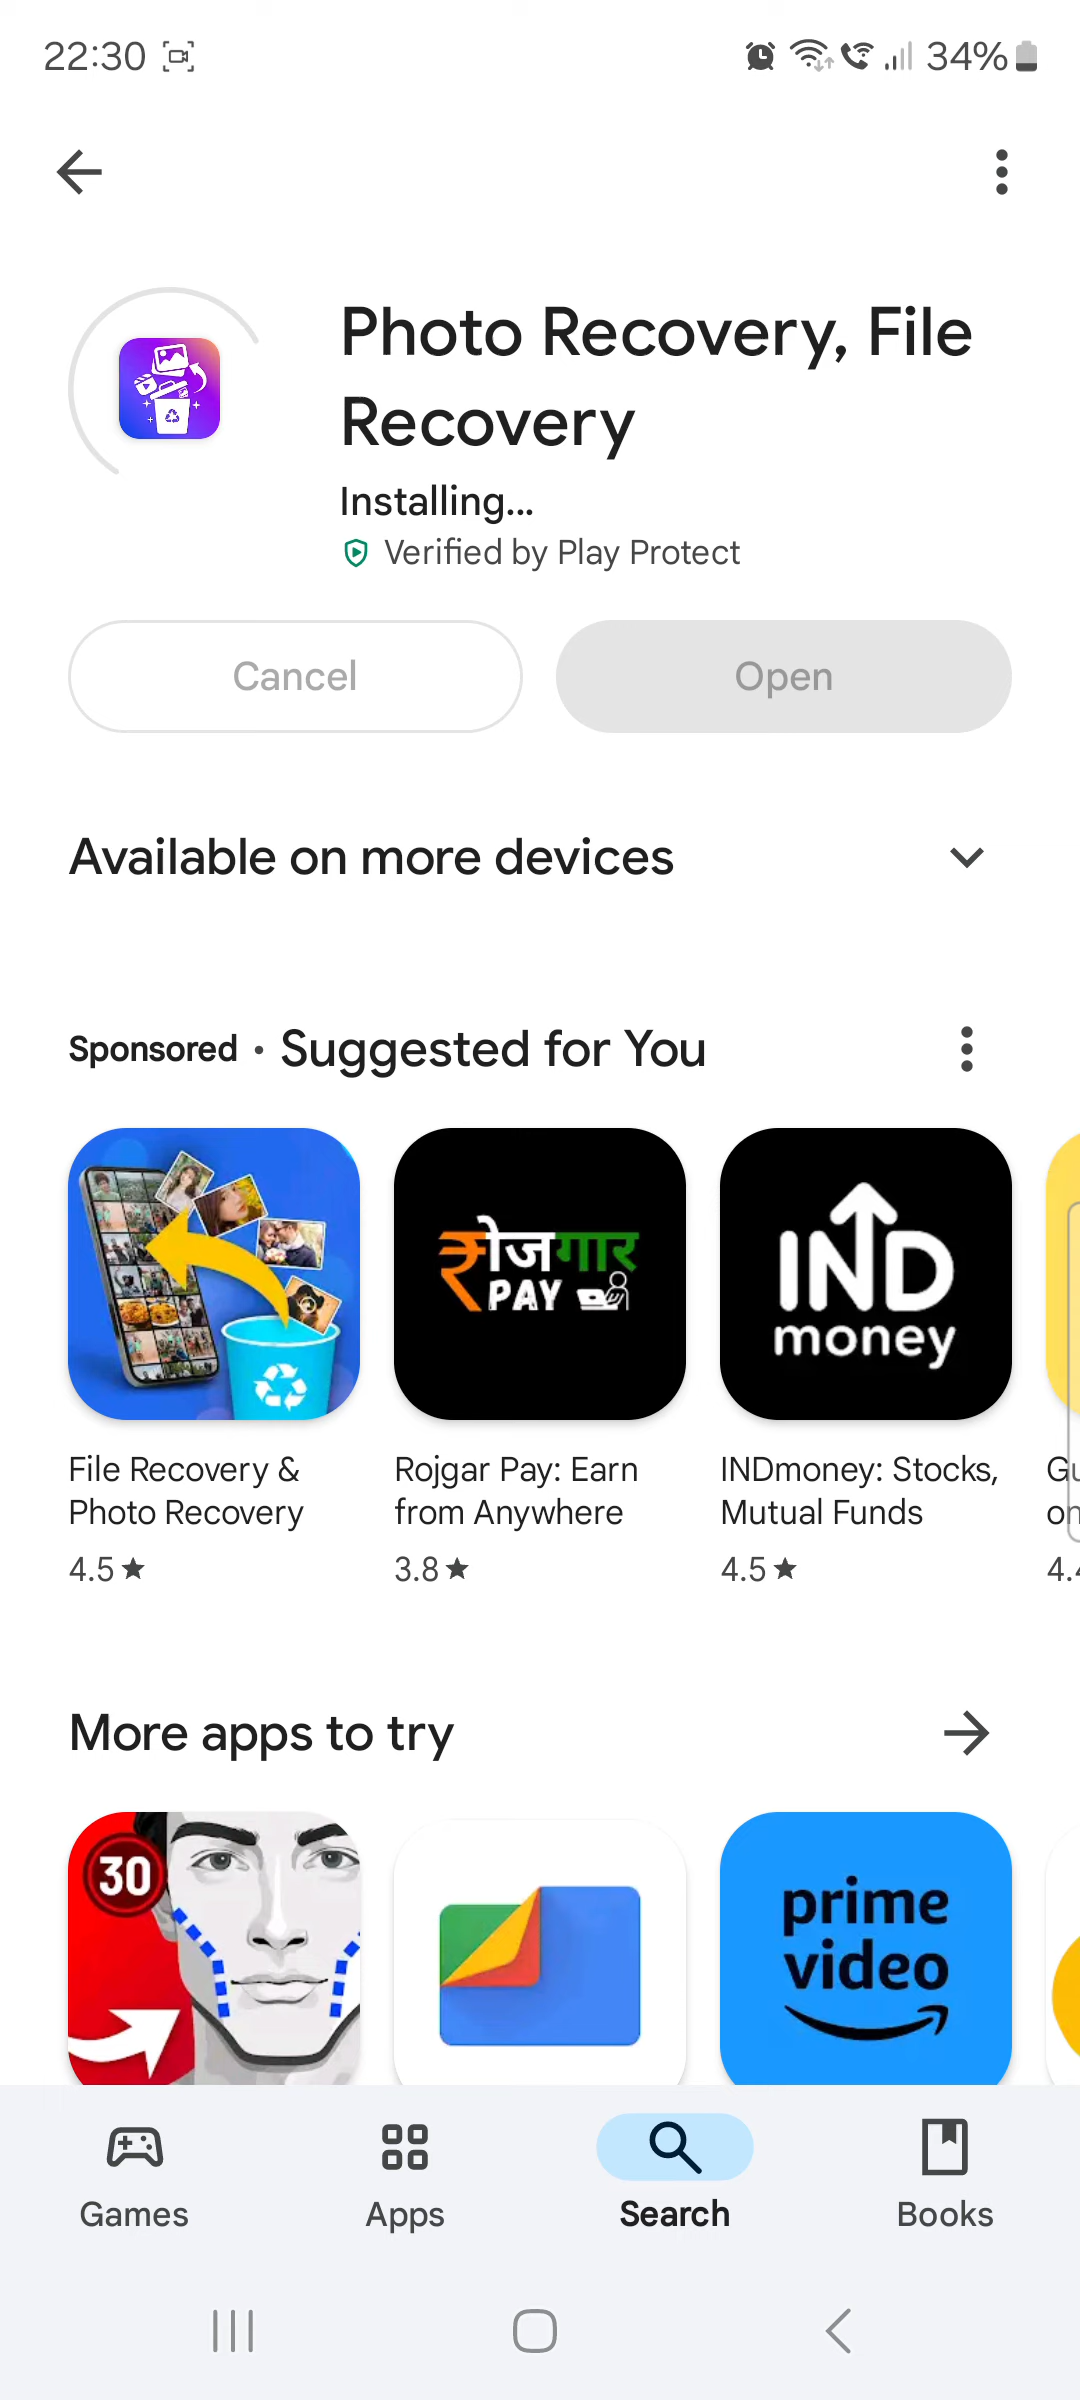 22:30
34%
Photo Recovery, File
Recovery
Installing...
Verified by Play Protect
Cancel
Open
Available on more devices
Sponsored • Suggested for You
रोजगार
PAY
IND
money
File Recovery &
Photo Recovery
4.5★
Rojgar Pay: Earn
from Anywhere
3.8★
INDmoney: Stocks,
Mutual Funds
4.5★
More apps to try
30
prime
video
Games
Apps
Search
Books